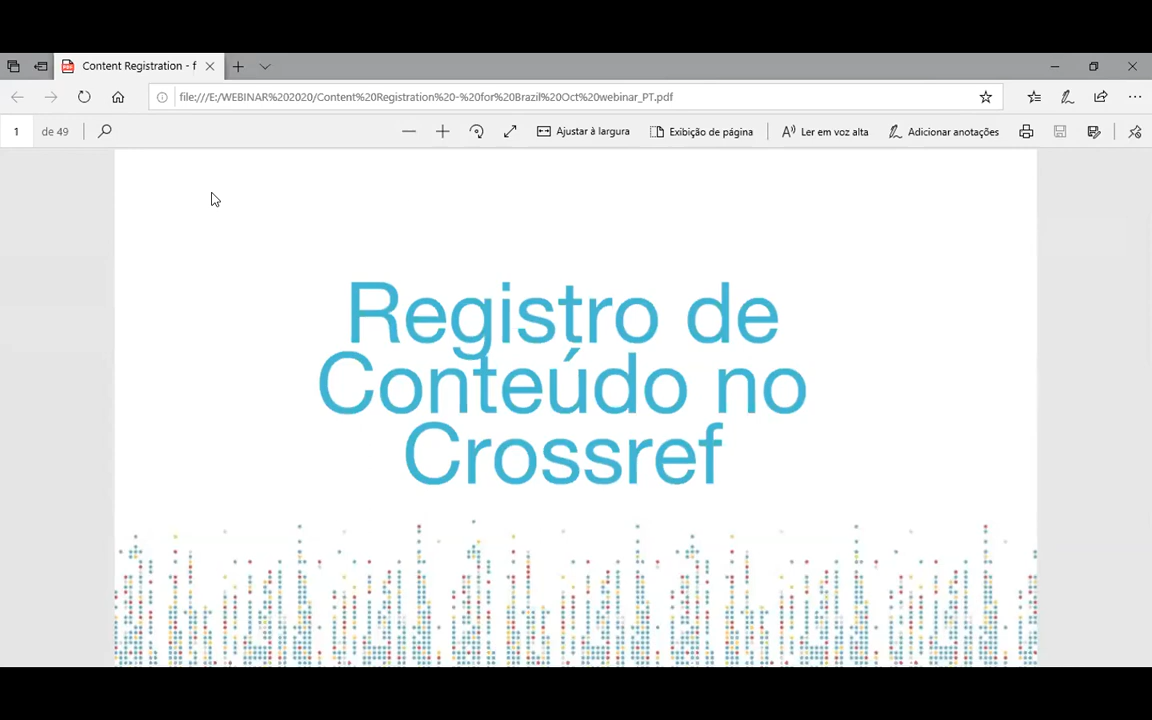 Content Registration - f
file:///E:/WEBINAR%202020/Content%20Registration%20-%20for%20Brazil%20Oct%20webinar_PT.pdf
1 de 49 Ajustar à largura Exibição de página Ler em voz alta Adicionar anotações
Registro de
Conteúdo no
Crossref